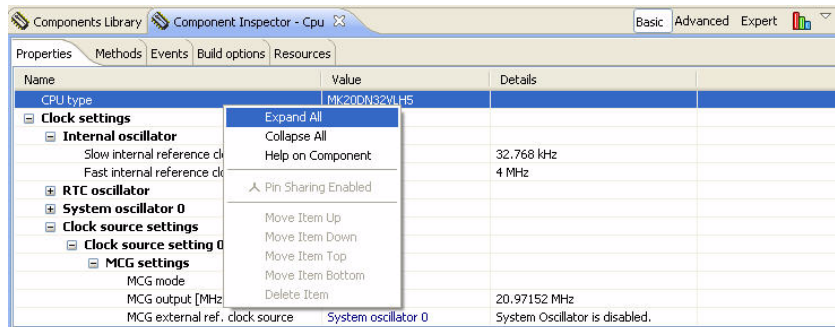 Components Library Component Inspector - Cpu Basic Advanced Expert
Properties Methods Events Build options Resources
Name Value Details
CPU type MK20DN32VLH5
Clock settings
Internal oscillator
Slow internal reference 32.768 kHz
Fast internal reference 4 MHz
RTC oscillator
System oscillator 0
Clock source settings
Clock source setting 0
MCG settings
MCG mode
MCG output [MHz 20.97152 MHz
MCG external ref. clock source System oscillator 0 System Oscillator is disabled.
Expand All
Collapse All
Help on Component
Pin Sharing Enabled
Move Item Up
Move Item Down
Move Item Top
Move Item Bottom
Delete Item